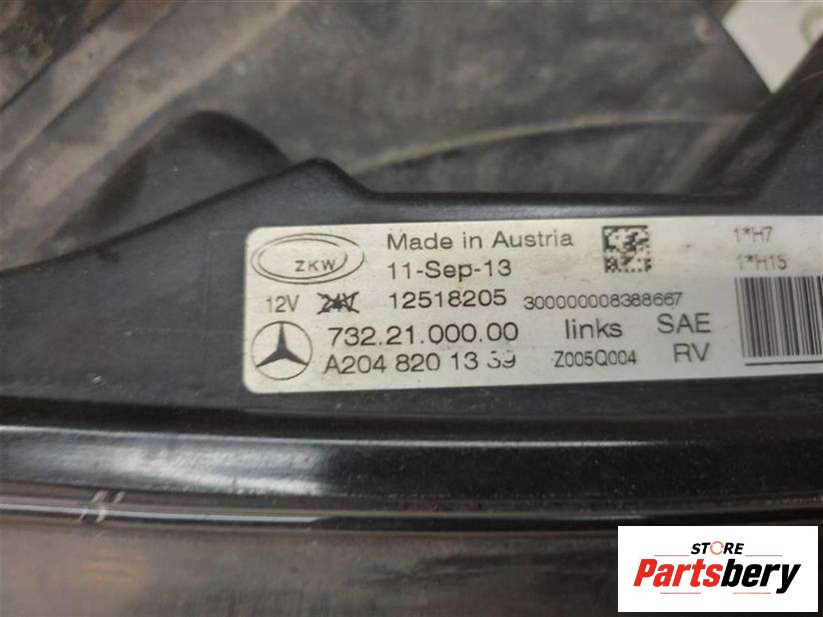 ZKW
Made in Austria
11-Sep-13
12V 24V 12518205 300000008388667
732.21.000.00 links SAE
A204 820 13 39 Z005Q004 RV
1*H7
1*H15
STORE
Partsbery